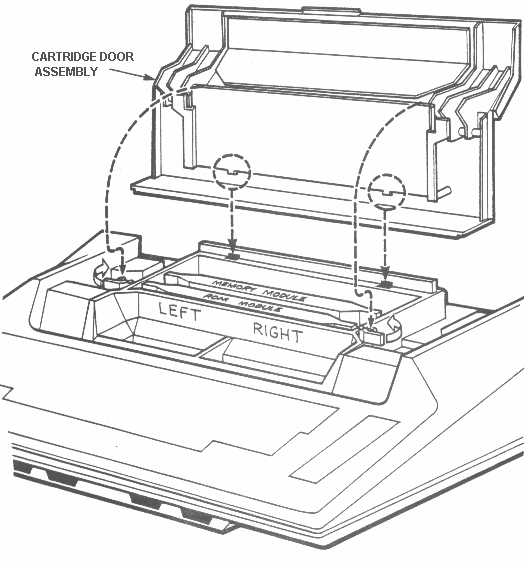 CARTRIDGE DOOR
ASSEMBLY
MEMORY MODULE
ROM MODULE
LEFT
RIGHT